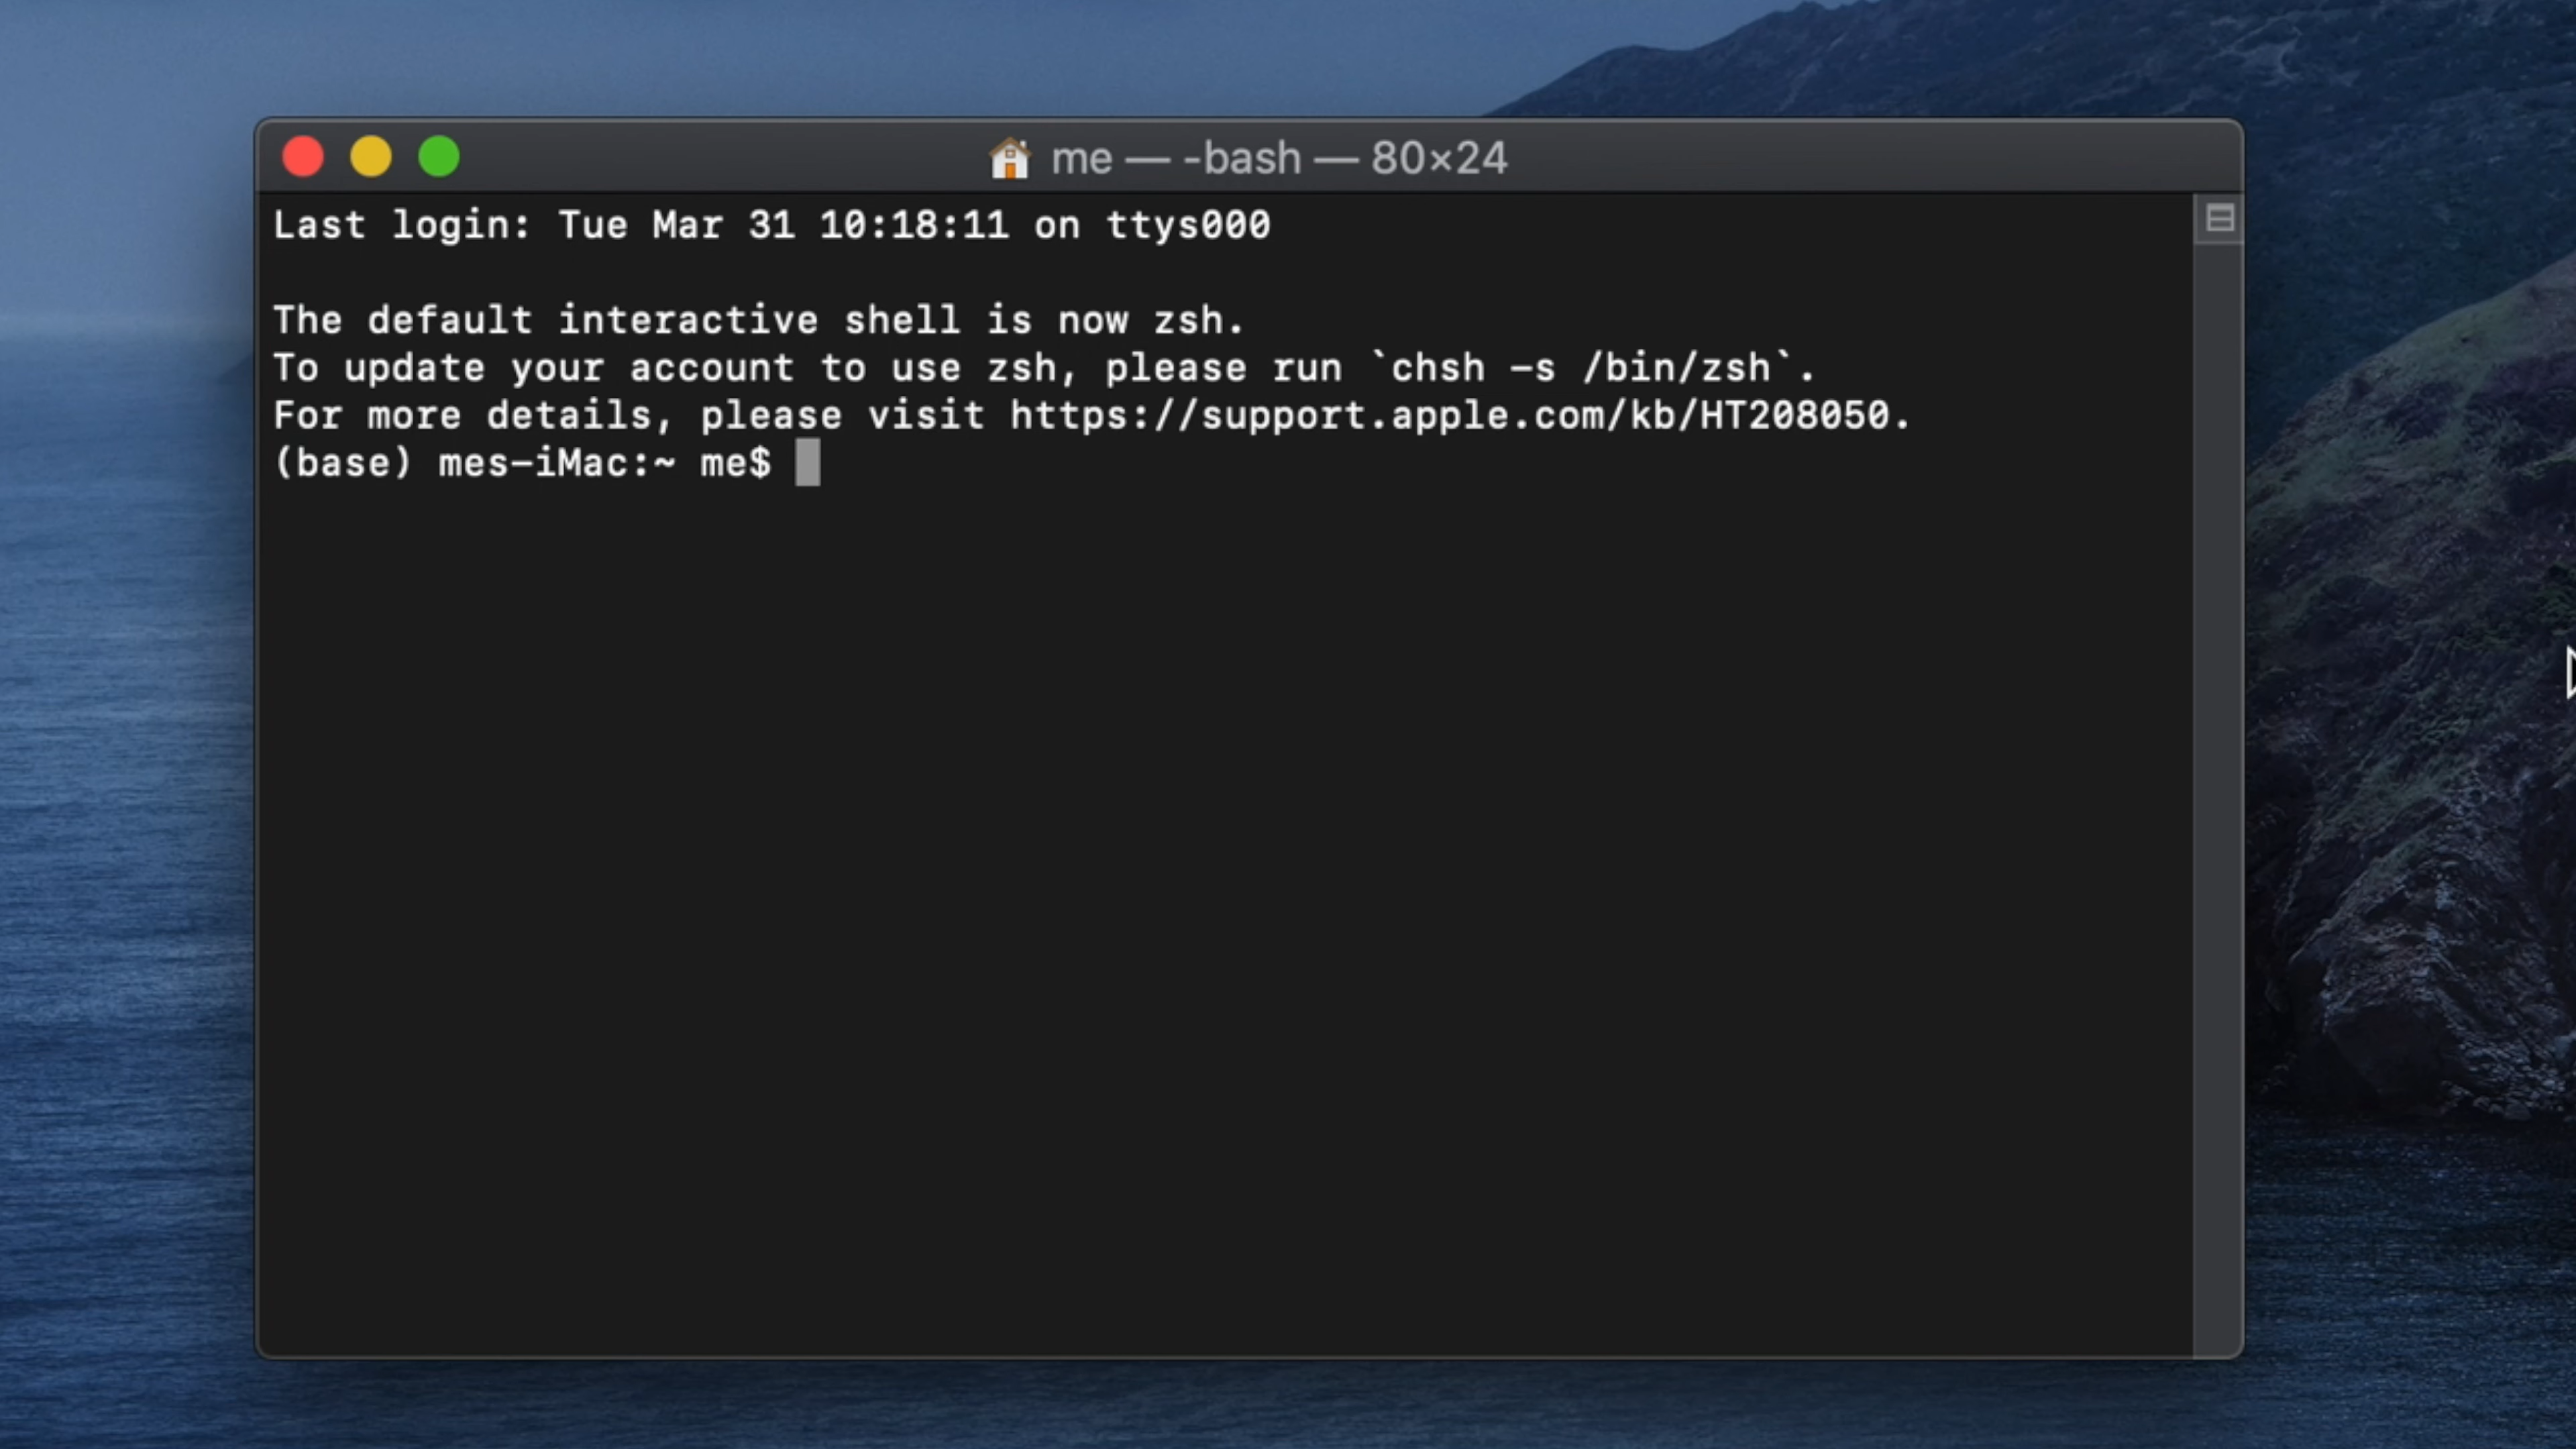 me — -bash — 80×24
Last login: Tue Mar 31 10:18:11 on ttys000
The default interactive shell is now zsh.
To update your account to use zsh, please run `chsh -s /bin/zsh`.
For more details, please visit https://support.apple.com/kb/HT208050.
(base) mes-iMac:~ me$